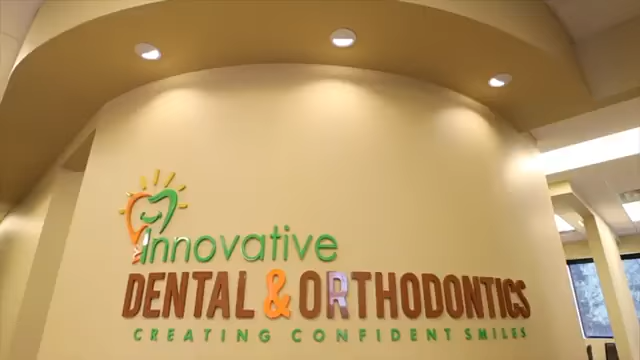 Innovative
DENTAL & ORTHODONTICS
CREATING CONFIDENT SMILES